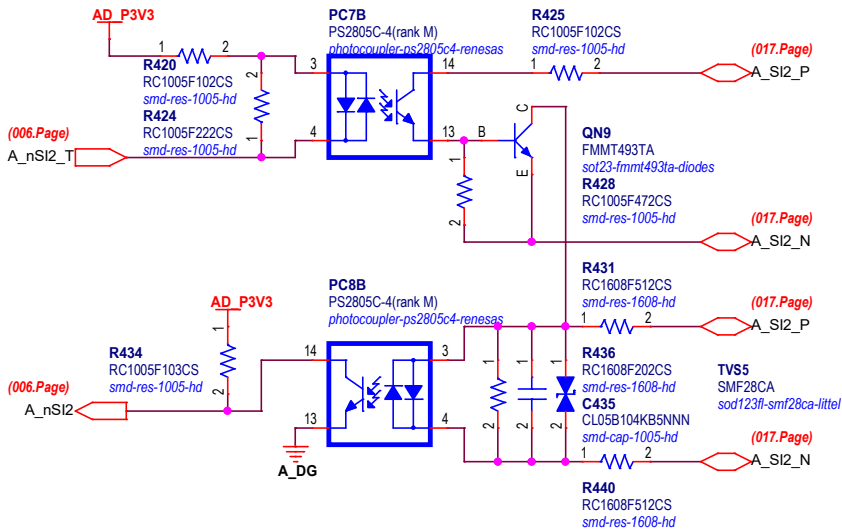 AD_P3V3
1
2
R420
RC1005F102CS
smd-res-1005-hd
R424
RC1005F222CS
smd-res-1005-hd
2
1
(006.Page)
A_nSI2_T
PC7B
PS2805C4(rank M)
photocoupler-ps2805c4-renesas
3
4
14
13
R425
RC1005F102CS
smd-res-1005-hd
1
2
(017.Page)
A_SI2_P
B
C
E
QN9
FMMT493TA
sot23-fmmt493ta-diodes
1
2
R428
RC1005F472CS
smd-res-1005-hd
(017.Page)
A_SI2_N
AD_P3V3
1
2
R434
RC1005F103CS
smd-res-1005-hd
(006.Page)
A_nSI2
PC8B
PS2805C-4(rank M)
photocoupler-ps2805c4-renesas
14
13
3
4
A_DG
R431
RC1608F512CS
smd-res-1608-hd
1
2
(017.Page)
A_SI2_P
1
2
1
2
1
2
R436
RC1608F202CS
smd-res-1608-hd
C435
CL05B104KB5NNN
smd-cap-1005-hd
TVS5
SMF28CA
sod123fl-smf28ca-littel
1
2
(017.Page)
A_SI2_N
R440
RC1608F512CS
smd-res-1608-hd